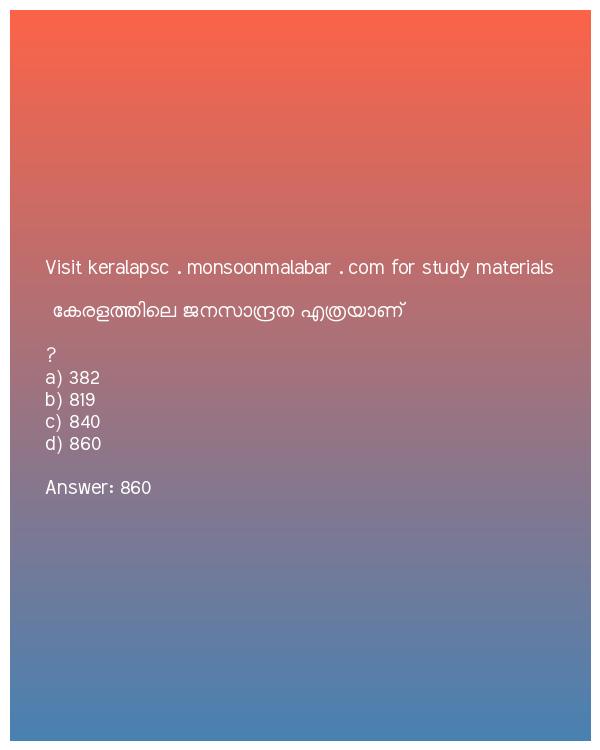 Visit keralapsc . monsoonmalabar . com for study materials
കേരളത്തിലെ ജനസാന്ദ്രത എത്രയാണ്
?
a) 382
b) 819
c) 840
d) 860
Answer: 860